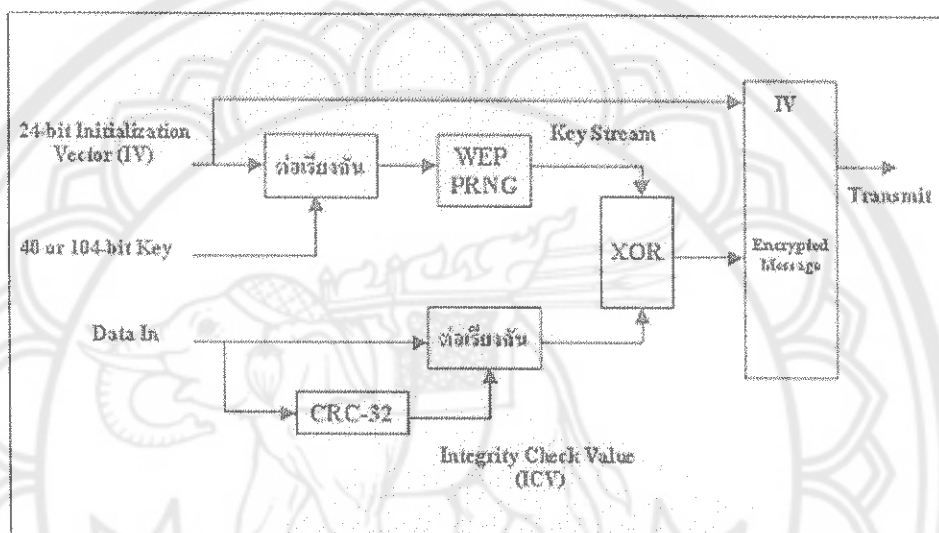 24-bit Initialization
Vector (IV)
ต่อเรียงกัน
WEP
PRNG
Key Stream
IV
Transmit
40 or 104-bit Key
XOR
Encrypted
Message
Data In
ต่อเรียงกัน
CRC-32
Integrity Check Value
(ICV)